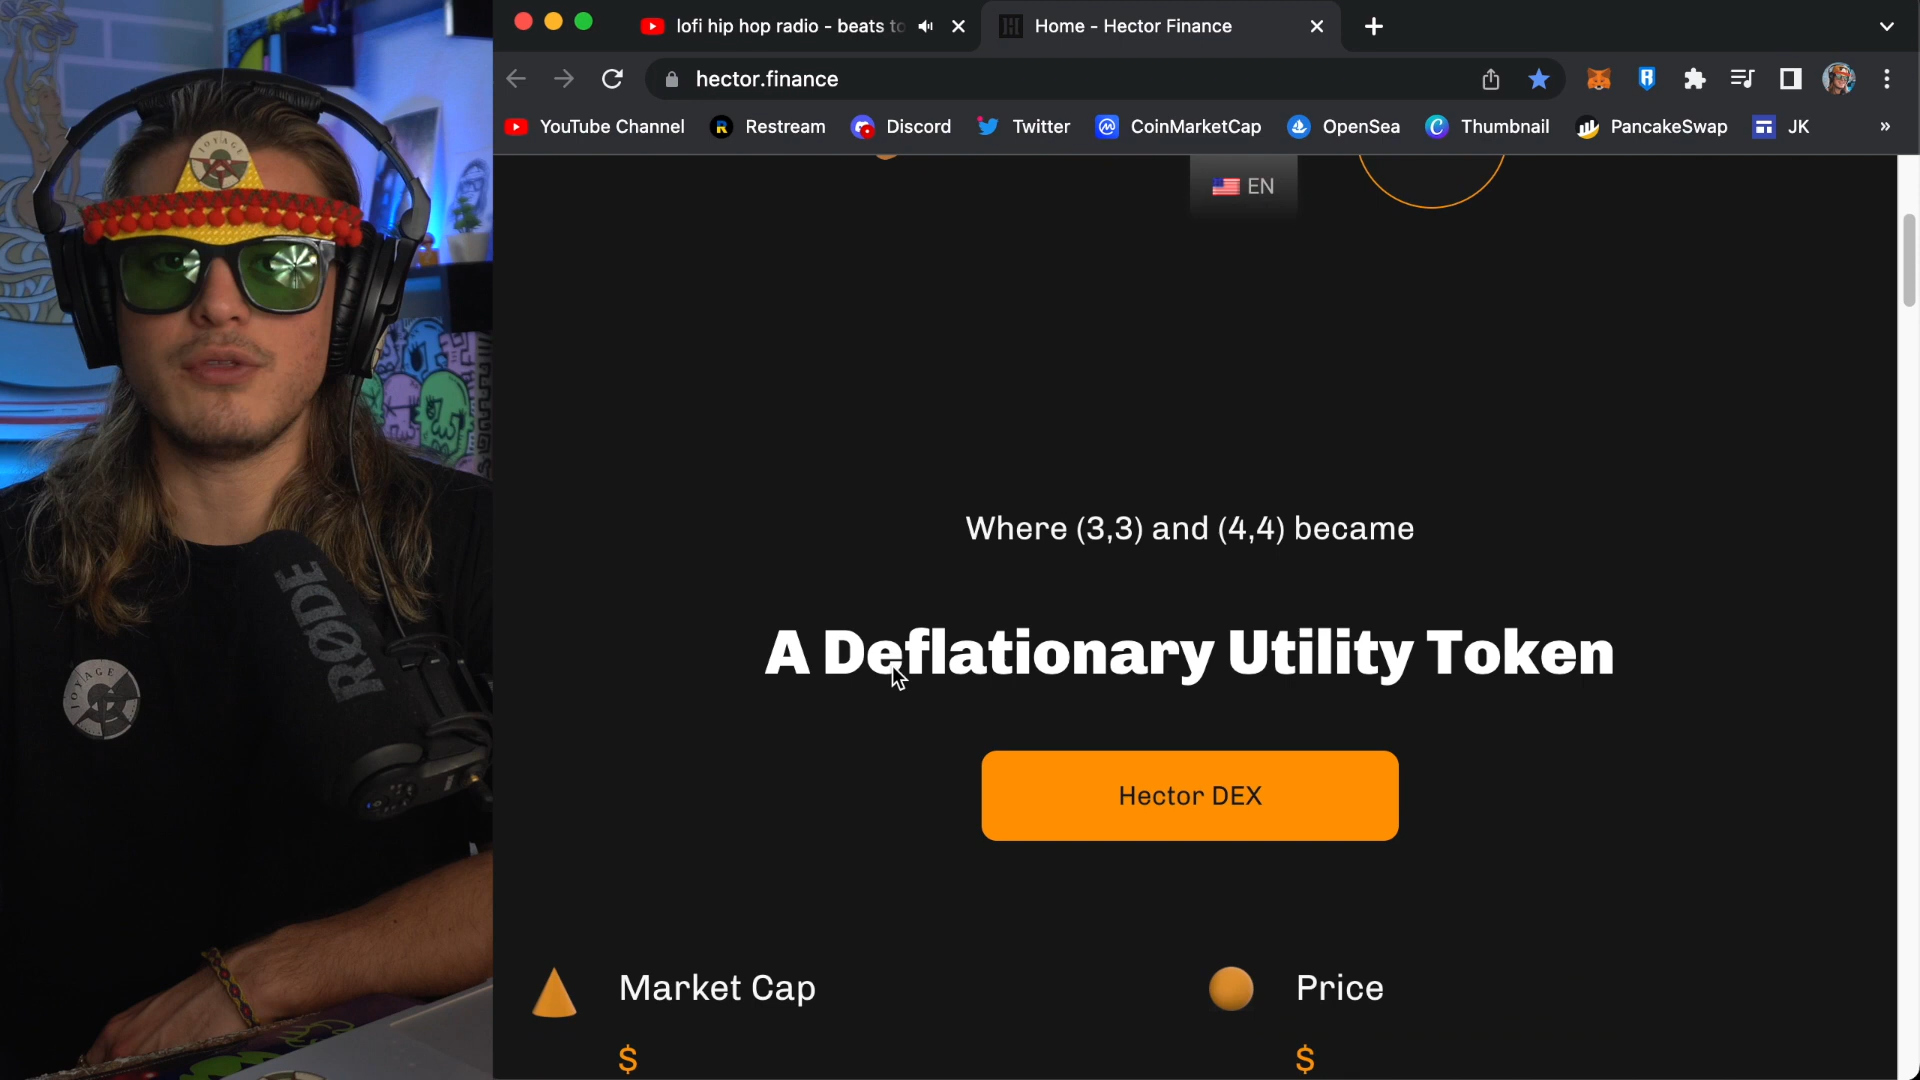 lofi hip hop radio - beats to
Home - Hector Finance
hector.finance
YouTube Channel
Restream
Discord
Twitter
CoinMarketCap
OpenSea
Thumbnail
PancakeSwap
JK
»
EN
VOYAGE
Where (3,3) and (4,4) became
A Deflationary Utility Token
RØDE
VOYAGE
Hector DEX
Market Cap
Price
$
$